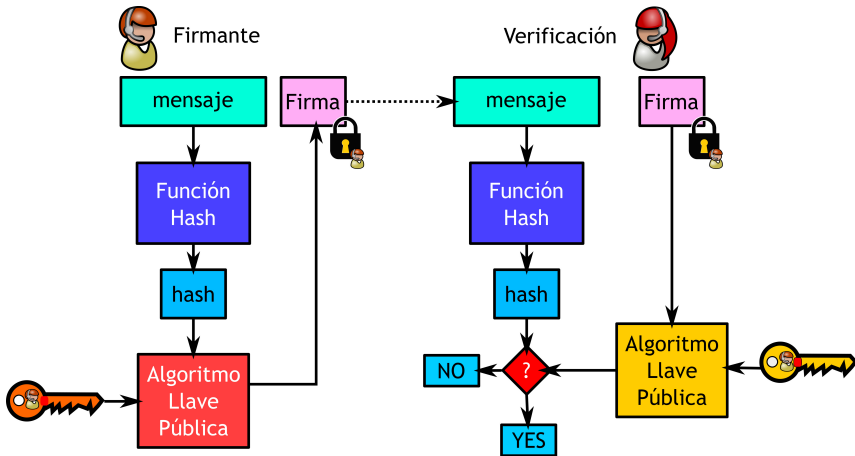 Firmante
Verificación
mensaje
Firma
mensaje
Firma
Función
Hash
Función
Hash
hash
hash
Algoritmo
Llave
Pública
Algoritmo
Llave
Pública
NO
?
YES